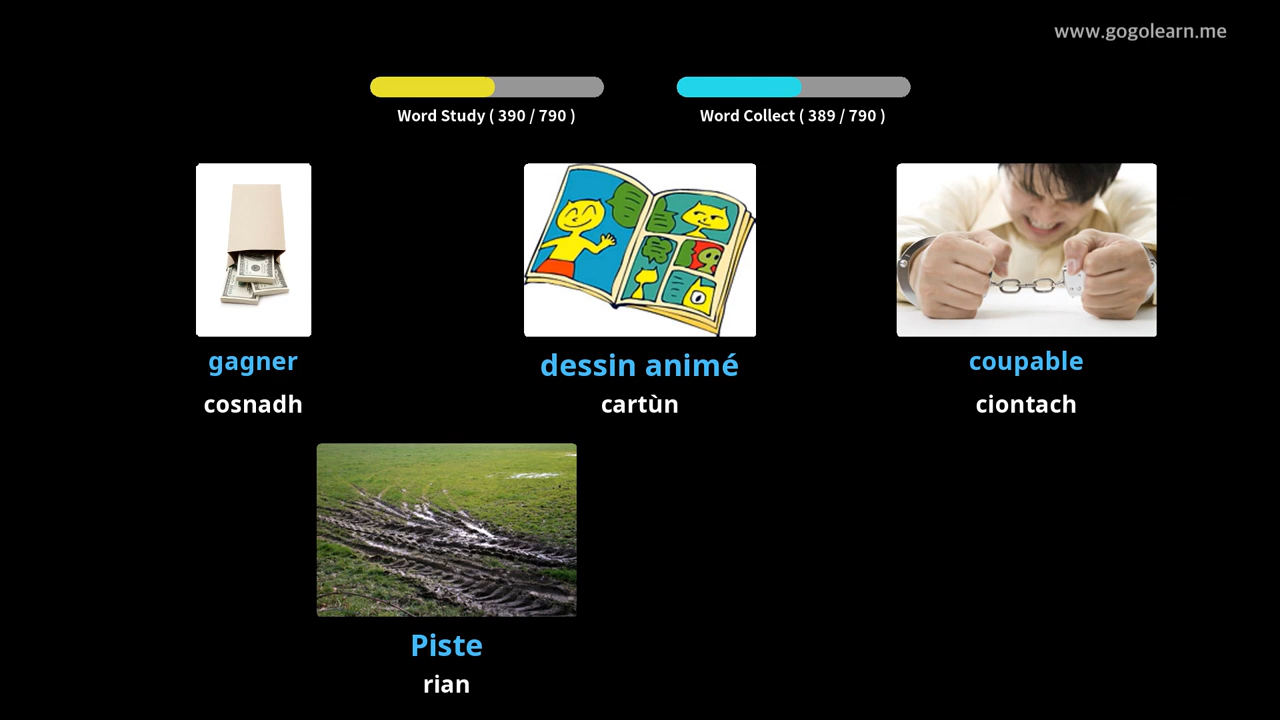 www.gogolearn.me
Word Study ( 390 / 790 )
Word Collect ( 389 / 790 )
gagner
dessin animé
coupable
cosnadh
cartùn
ciontach
Piste
rian